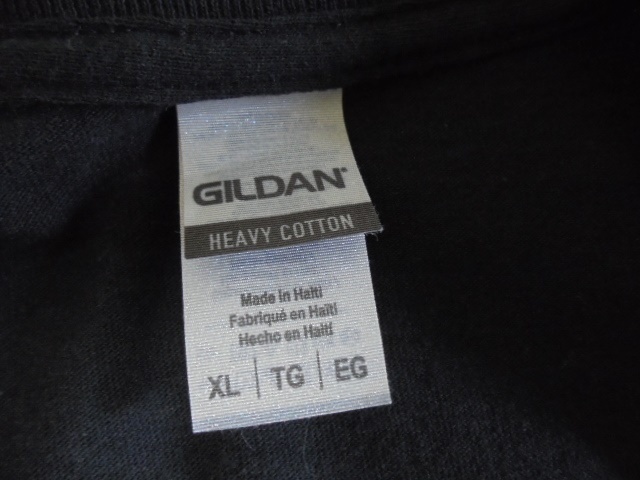 GILDAN
HEAVY COTTON
Made in Haiti
Fabriqué en Haïti
Hecho en Haití
XL | TG | EG